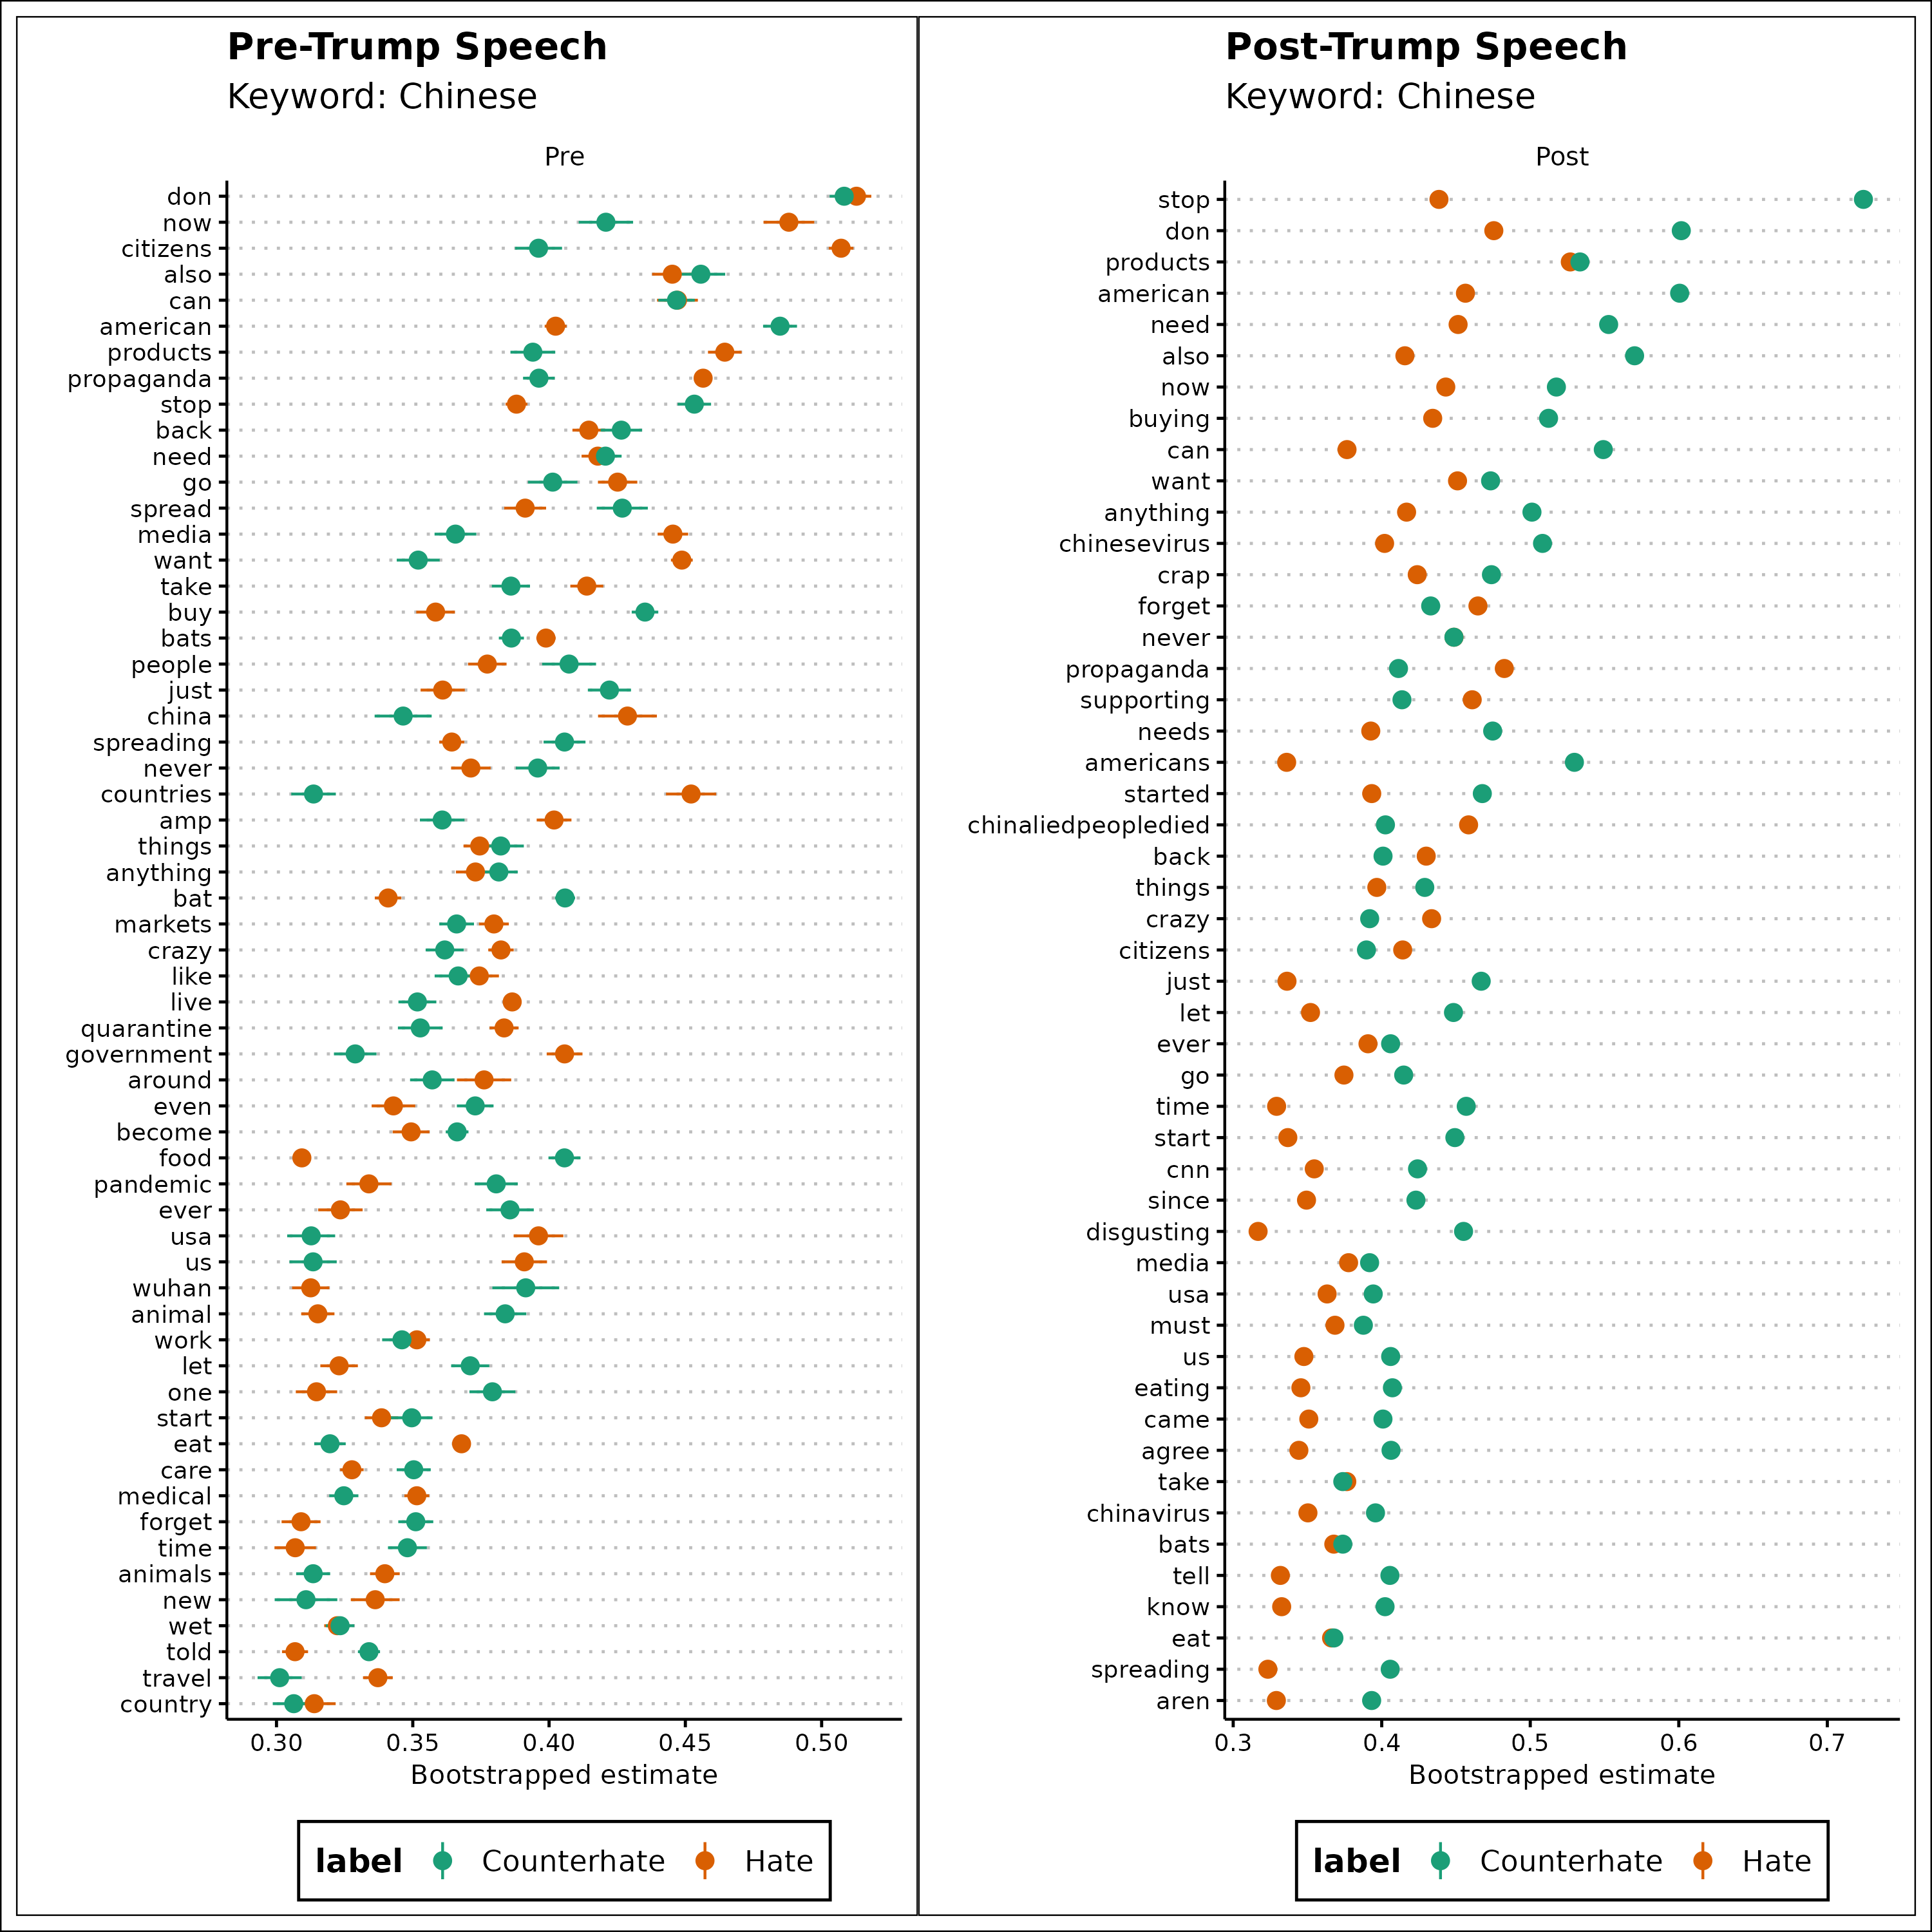 Pre-Trump Speech
Keyword: Chinese
Pre
don
now
citizens
also
can
american
products
propaganda
stop
back
need
go
spread
media
want
take
buy
bats
people
just
china
spreading
never
countries
amp
things
anything
bat
markets
crazy
like
live
quarantine
government
around
even
become
food
pandemic
ever
usa
us
wuhan
animal
work
let
one
start
eat
care
medical
forget
time
animals
new
wet
told
travel
country
0.30 0.35 0.40 0.45 0.50
Bootstrapped estimate
label Counterhate Hate
Post-Trump Speech
Keyword: Chinese
Post
stop
don
products
american
need
also
now
buying
can
want
anything
chinesevirus
crap
forget
never
propaganda
supporting
needs
americans
started
chinaliedpeopledied
back
things
crazy
citizens
just
let
ever
go
time
start
cnn
since
disgusting
media
usa
must
us
eating
came
agree
take
chinavirus
bats
tell
know
eat
spreading
aren
0.3 0.4 0.5 0.6 0.7
Bootstrapped estimate
label Counterhate Hate